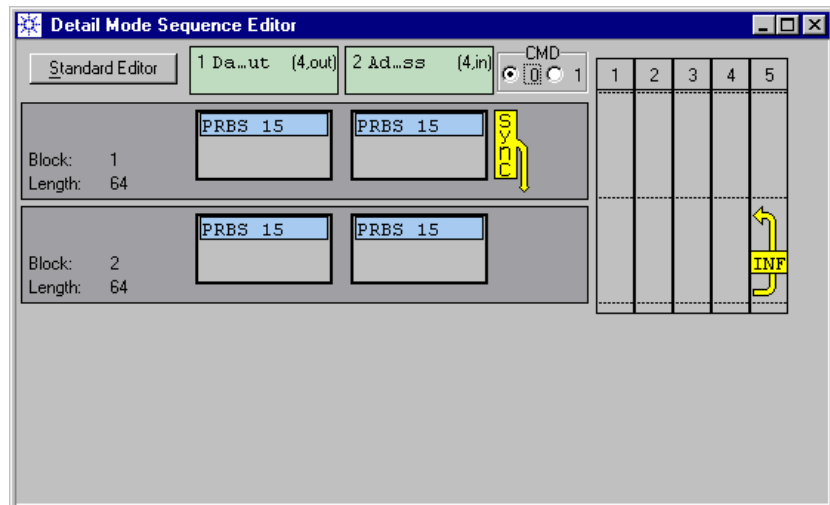 Detail Mode Sequence Editor
Standard Editor
1 Da…ut (4,out)
2 Ad…ss (4,in)
CMD
0 1
1 2 3 4 5
PRBS 15 PRBS 15
Sync
Block: 1
Length: 64
PRBS 15 PRBS 15
Block: 2
Length: 64
INF